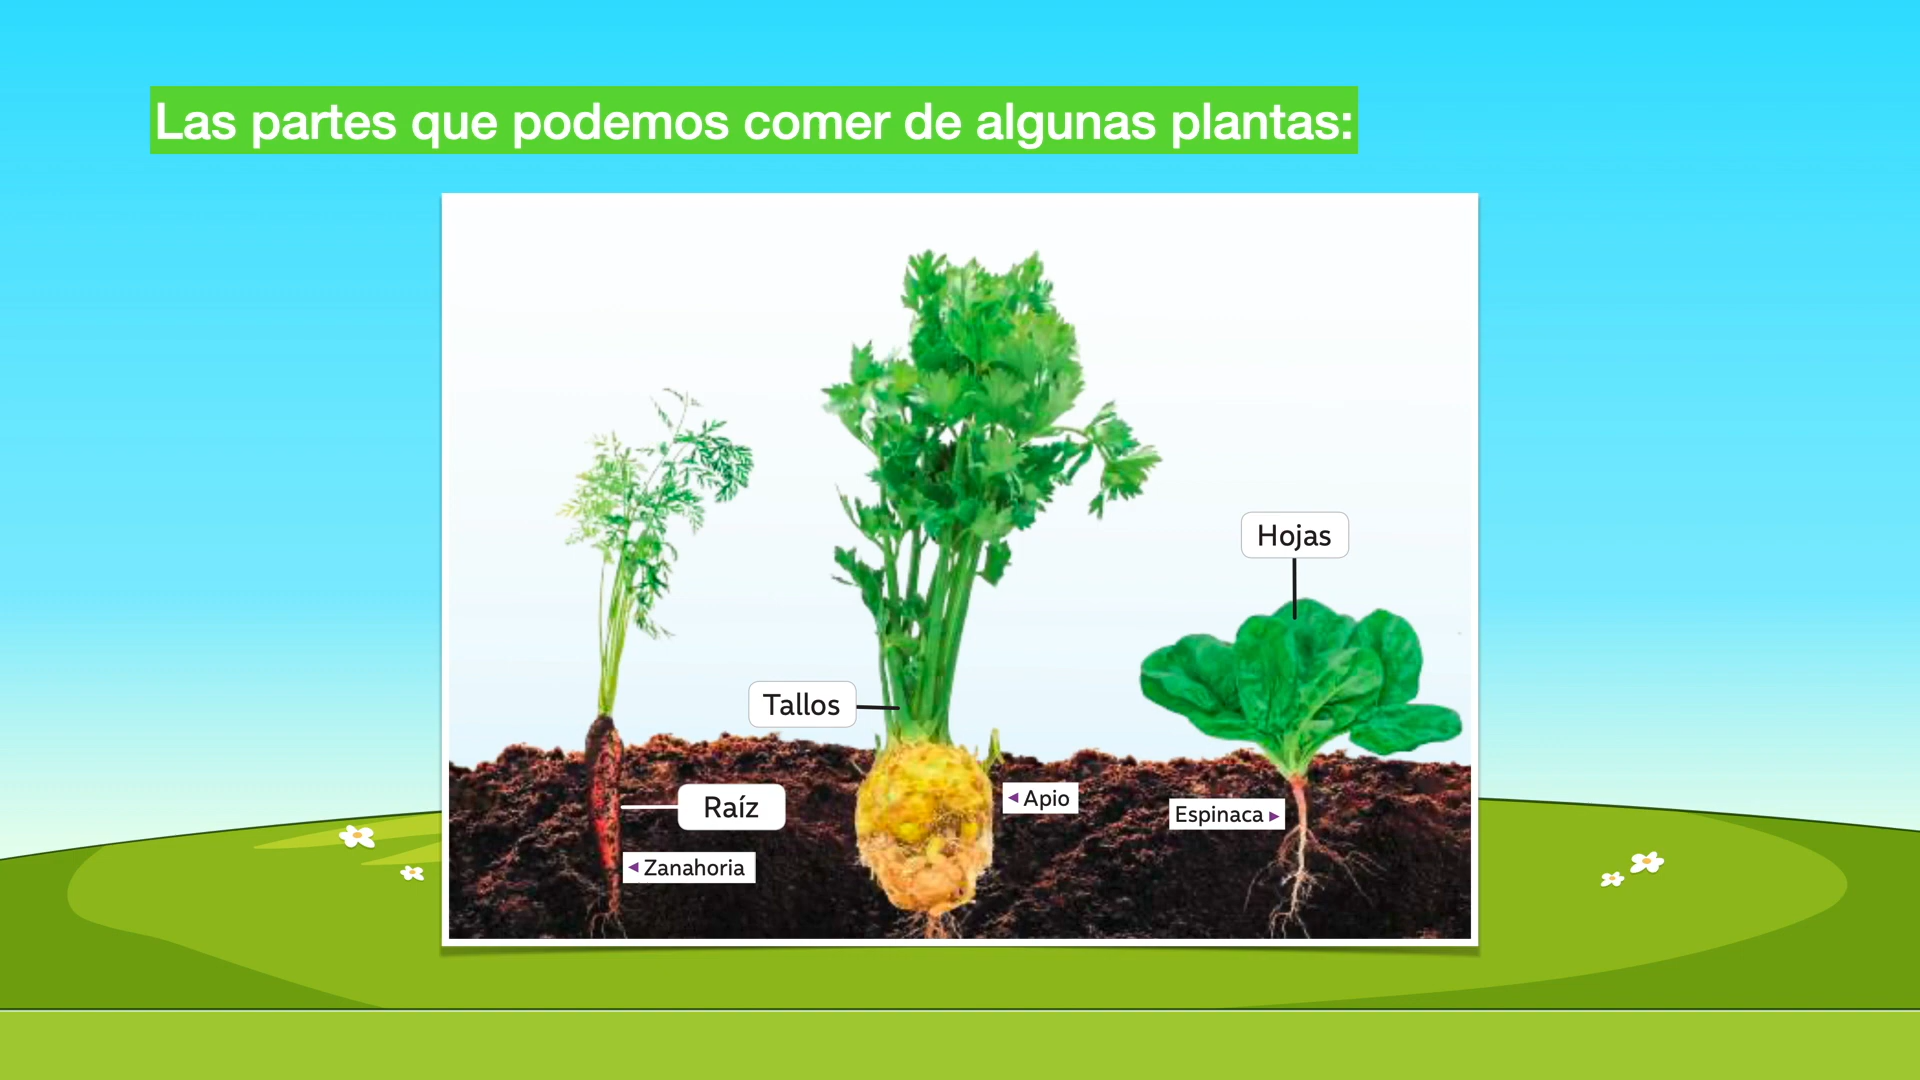 Las partes que podemos comer de algunas plantas:
Hojas
Tallos
Raíz
Apio
Espinaca
Zanahoria